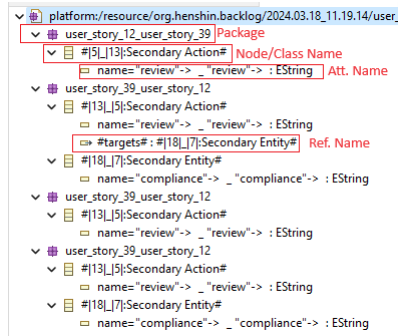 platform:/resource/org.henshin.backlog/2024.03.18_11.19.14/user_
user_story_12_user_story_39 Package
#|5|_|13|:Secondary Action# Node/Class Name
name="review"-> _ "review"-> : EString Att. Name
user_story_39_user_story_12
#|13|_|5|:Secondary Action#
name="review"-> _ "review"-> : EString
#targets# : #|18|_|7|:Secondary Entity# Ref. Name
#|18|_|7|:Secondary Entity#
name="compliance"-> _ "compliance"-> : EString
user_story_39_user_story_12
#|13|_|5|:Secondary Action#
name="review"-> _ "review"-> : EString
user_story_39_user_story_12
#|13|_|5|:Secondary Action#
name="review"-> _ "review"-> : EString
#|18|_|7|:Secondary Entity#
name="compliance"-> _ "compliance"-> : EString